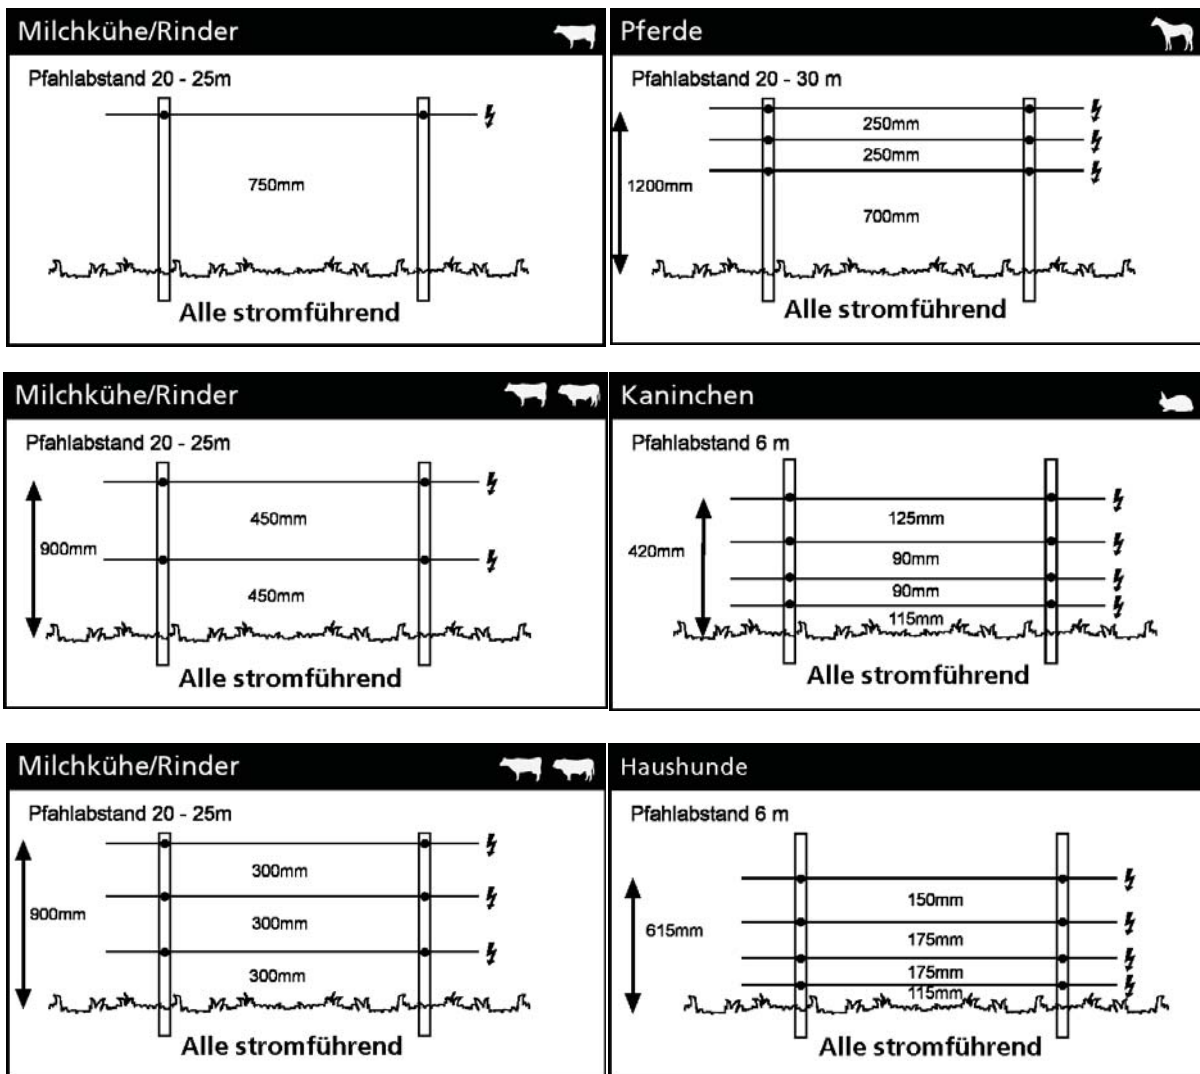 Milchkühe/Rinder
Pfahlabstand 20 - 25m
750mm
Alle stromführend
Pferde
Pfahlabstand 20 - 30 m
250mm
250mm
1200mm
700mm
Alle stromführend
Milchkühe/Rinder
Pfahlabstand 20 - 25m
450mm
900mm
450mm
Alle stromführend
Kaninchen
Pfahlabstand 6 m
125mm
420mm
90mm
90mm
115mm
Alle stromführend
Milchkühe/Rinder
Pfahlabstand 20 - 25m
300mm
900mm
300mm
300mm
Alle stromführend
Haushunde
Pfahlabstand 6 m
150mm
615mm
175mm
175mm
115mm
Alle stromführend